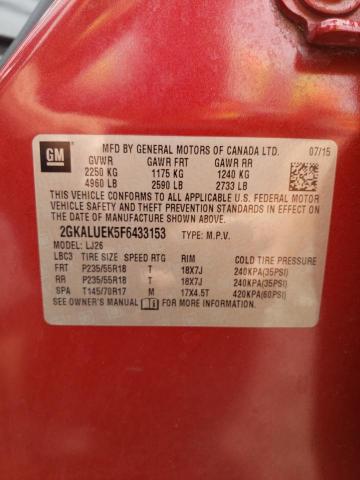 GM
MFD BY GENERAL MOTORS OF CANADA LTD. 07/15
GVWR GAWR FRT GAWR RR
2250 KG 1175 KG 1240 KG
4960 LB 2590 LB 2733 LB
THIS VEHICLE CONFORMS TO ALL APPLICABLE U.S. FEDERAL MOTOR
VEHICLE SAFETY AND THEFT PREVENTION STANDARDS IN EFFECT ON
THE DATE OF MANUFACTURE SHOWN ABOVE.
2GKALUEK5F6433153 TYPE: M.P.V.
MODEL: LJ26
LBC3 TIRE SIZE SPEED RTG RIM COLD TIRE PRESSURE
FRT P235/55R18 T 18X7J 240KPA(35PSI)
RR P235/55R18 T 18X7J 240KPA(35PSI)
SPA T145/70R17 M 17X4.5T 420KPA(60PSI)
SEE OWNER'S MANUAL FOR MORE INFORMATION.